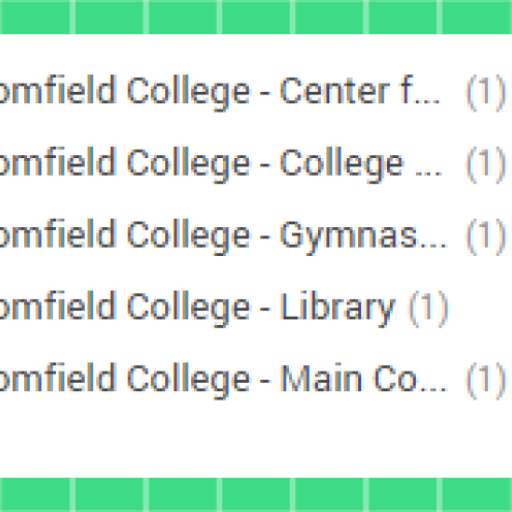 omfield College - Center f... (1)
omfield College - College ... (1)
omfield College - Gymnas... (1)
omfield College - Library (1)
omfield College - Main Co... (1)